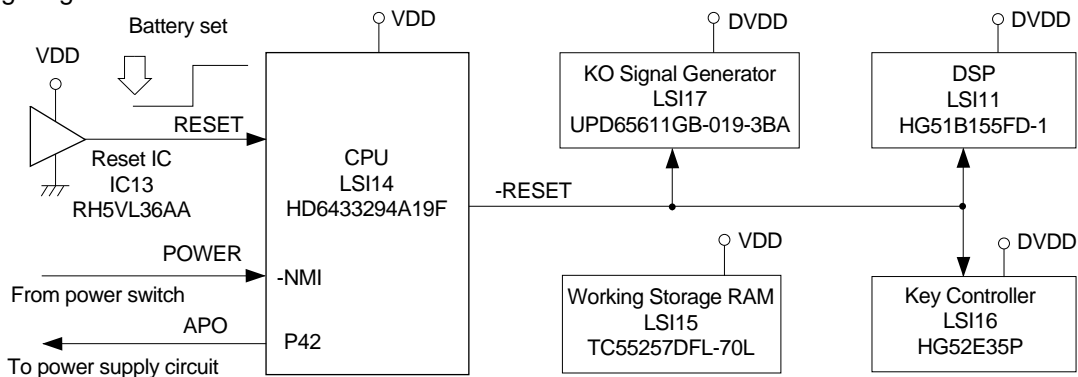 Battery set
VDD
VDD
RESET
Reset IC
IC13
RH5VL36AA
POWER
From power switch
APO
To power supply circuit
CPU
LSI14
HD6433294A19F
-NMI
P42
-RESET
DVDD
KO Signal Generator
LSI17
UPD65611GB-019-3BA
DVDD
DSP
LSI11
HG51B155FD-1
VDD
Working Storage RAM
LSI15
TC55257DFL-70L
DVDD
Key Controller
LSI16
HG52E35P